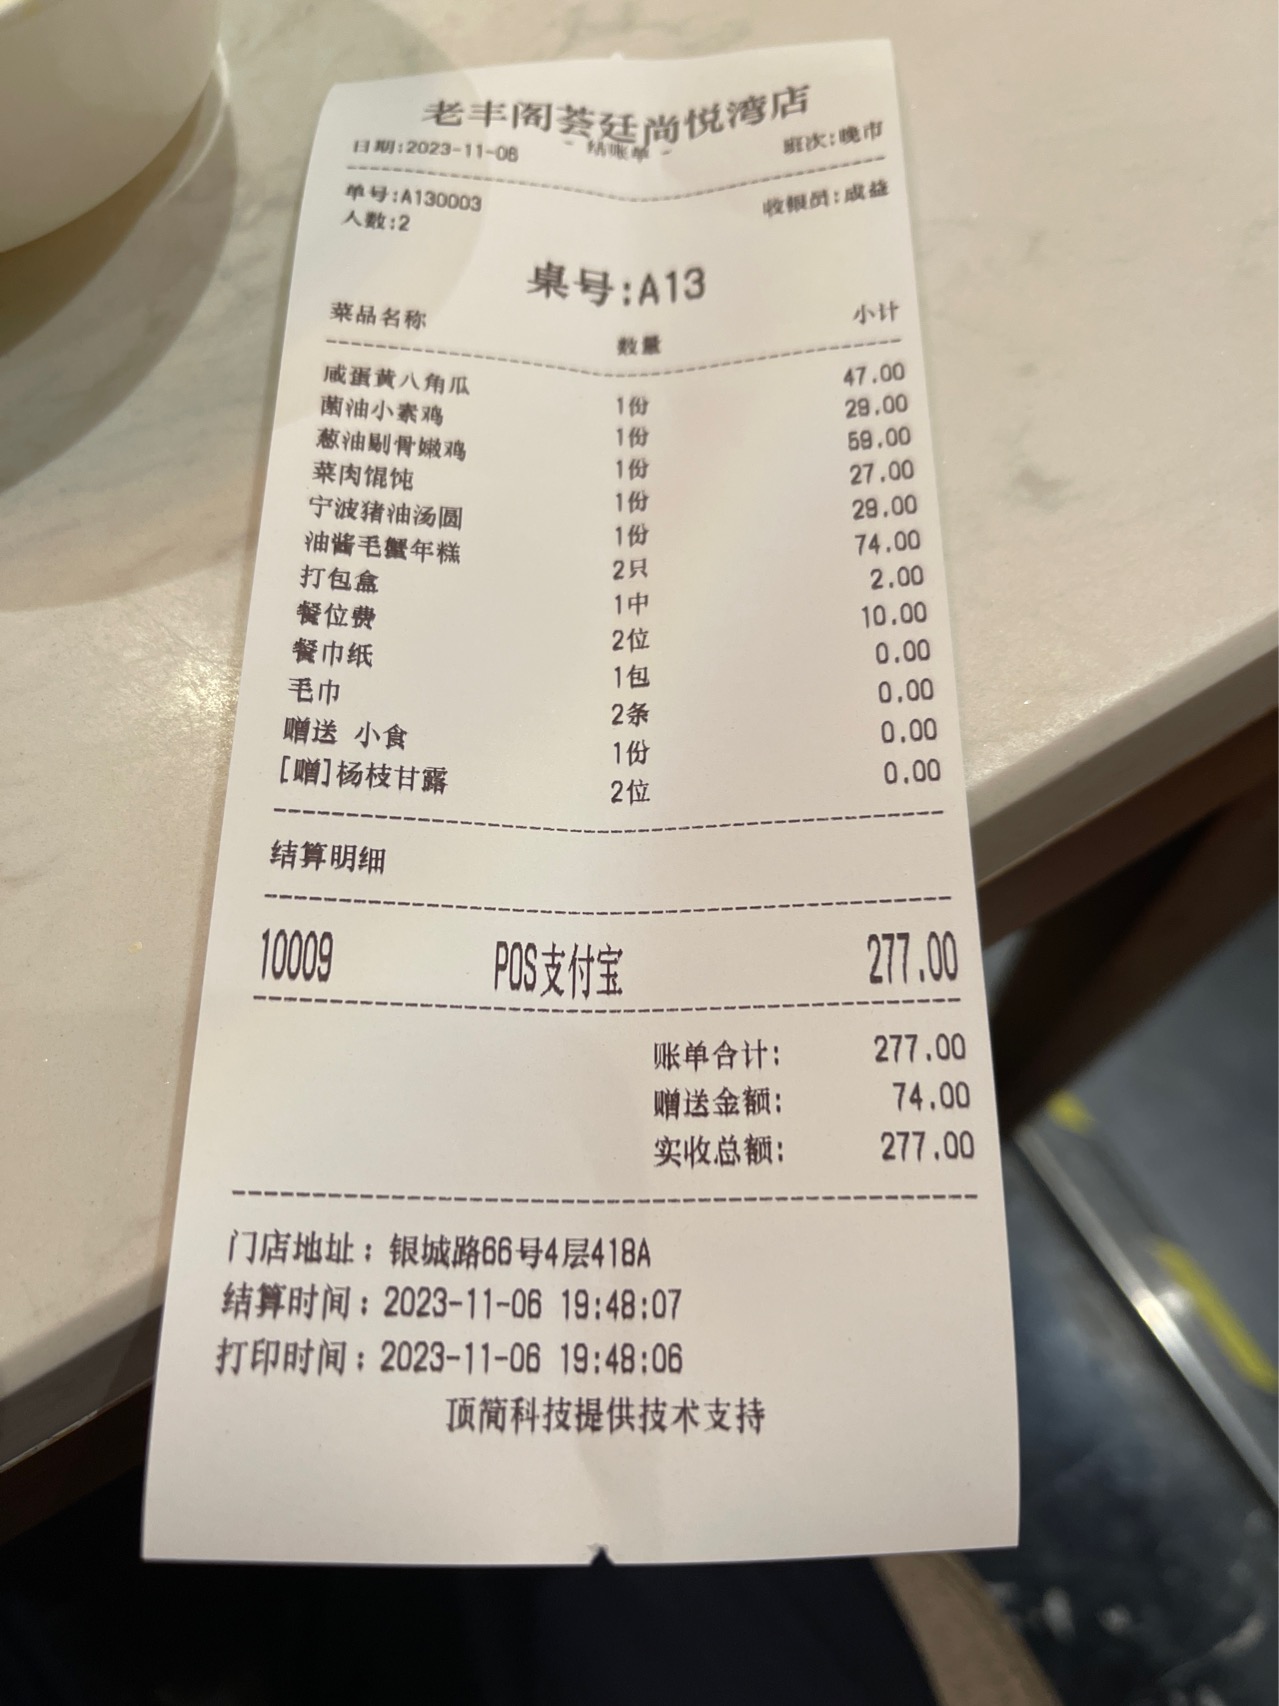 老丰阁荟廷尚悦湾店
- 结账单 -
日期:2023-11-06 班次:晚市
单号:A130003 收银员:成益
人数:2
桌号:A13
菜品名称 数量 小计
咸蛋黄八角瓜 1份 47.00
菌油小素鸡 1份 29.00
葱油剔骨嫩鸡 1份 59.00
菜肉馄饨 1份 27.00
宁波猪油汤圆 1份 29.00
油酱毛蟹年糕 2只 74.00
打包盒 1中 2.00
餐位费 2位 10.00
餐巾纸 1包 0.00
毛巾 2条 0.00
赠送 小食 1份 0.00
[赠]杨枝甘露 2位 0.00
结算明细
10009 POS支付宝 277.00
账单合计: 277.00
赠送金额: 74.00
实收总额: 277.00
门店地址：银城路66号4层418A
结算时间：2023-11-06 19:48:07
打印时间：2023-11-06 19:48:06
顶简科技提供技术支持